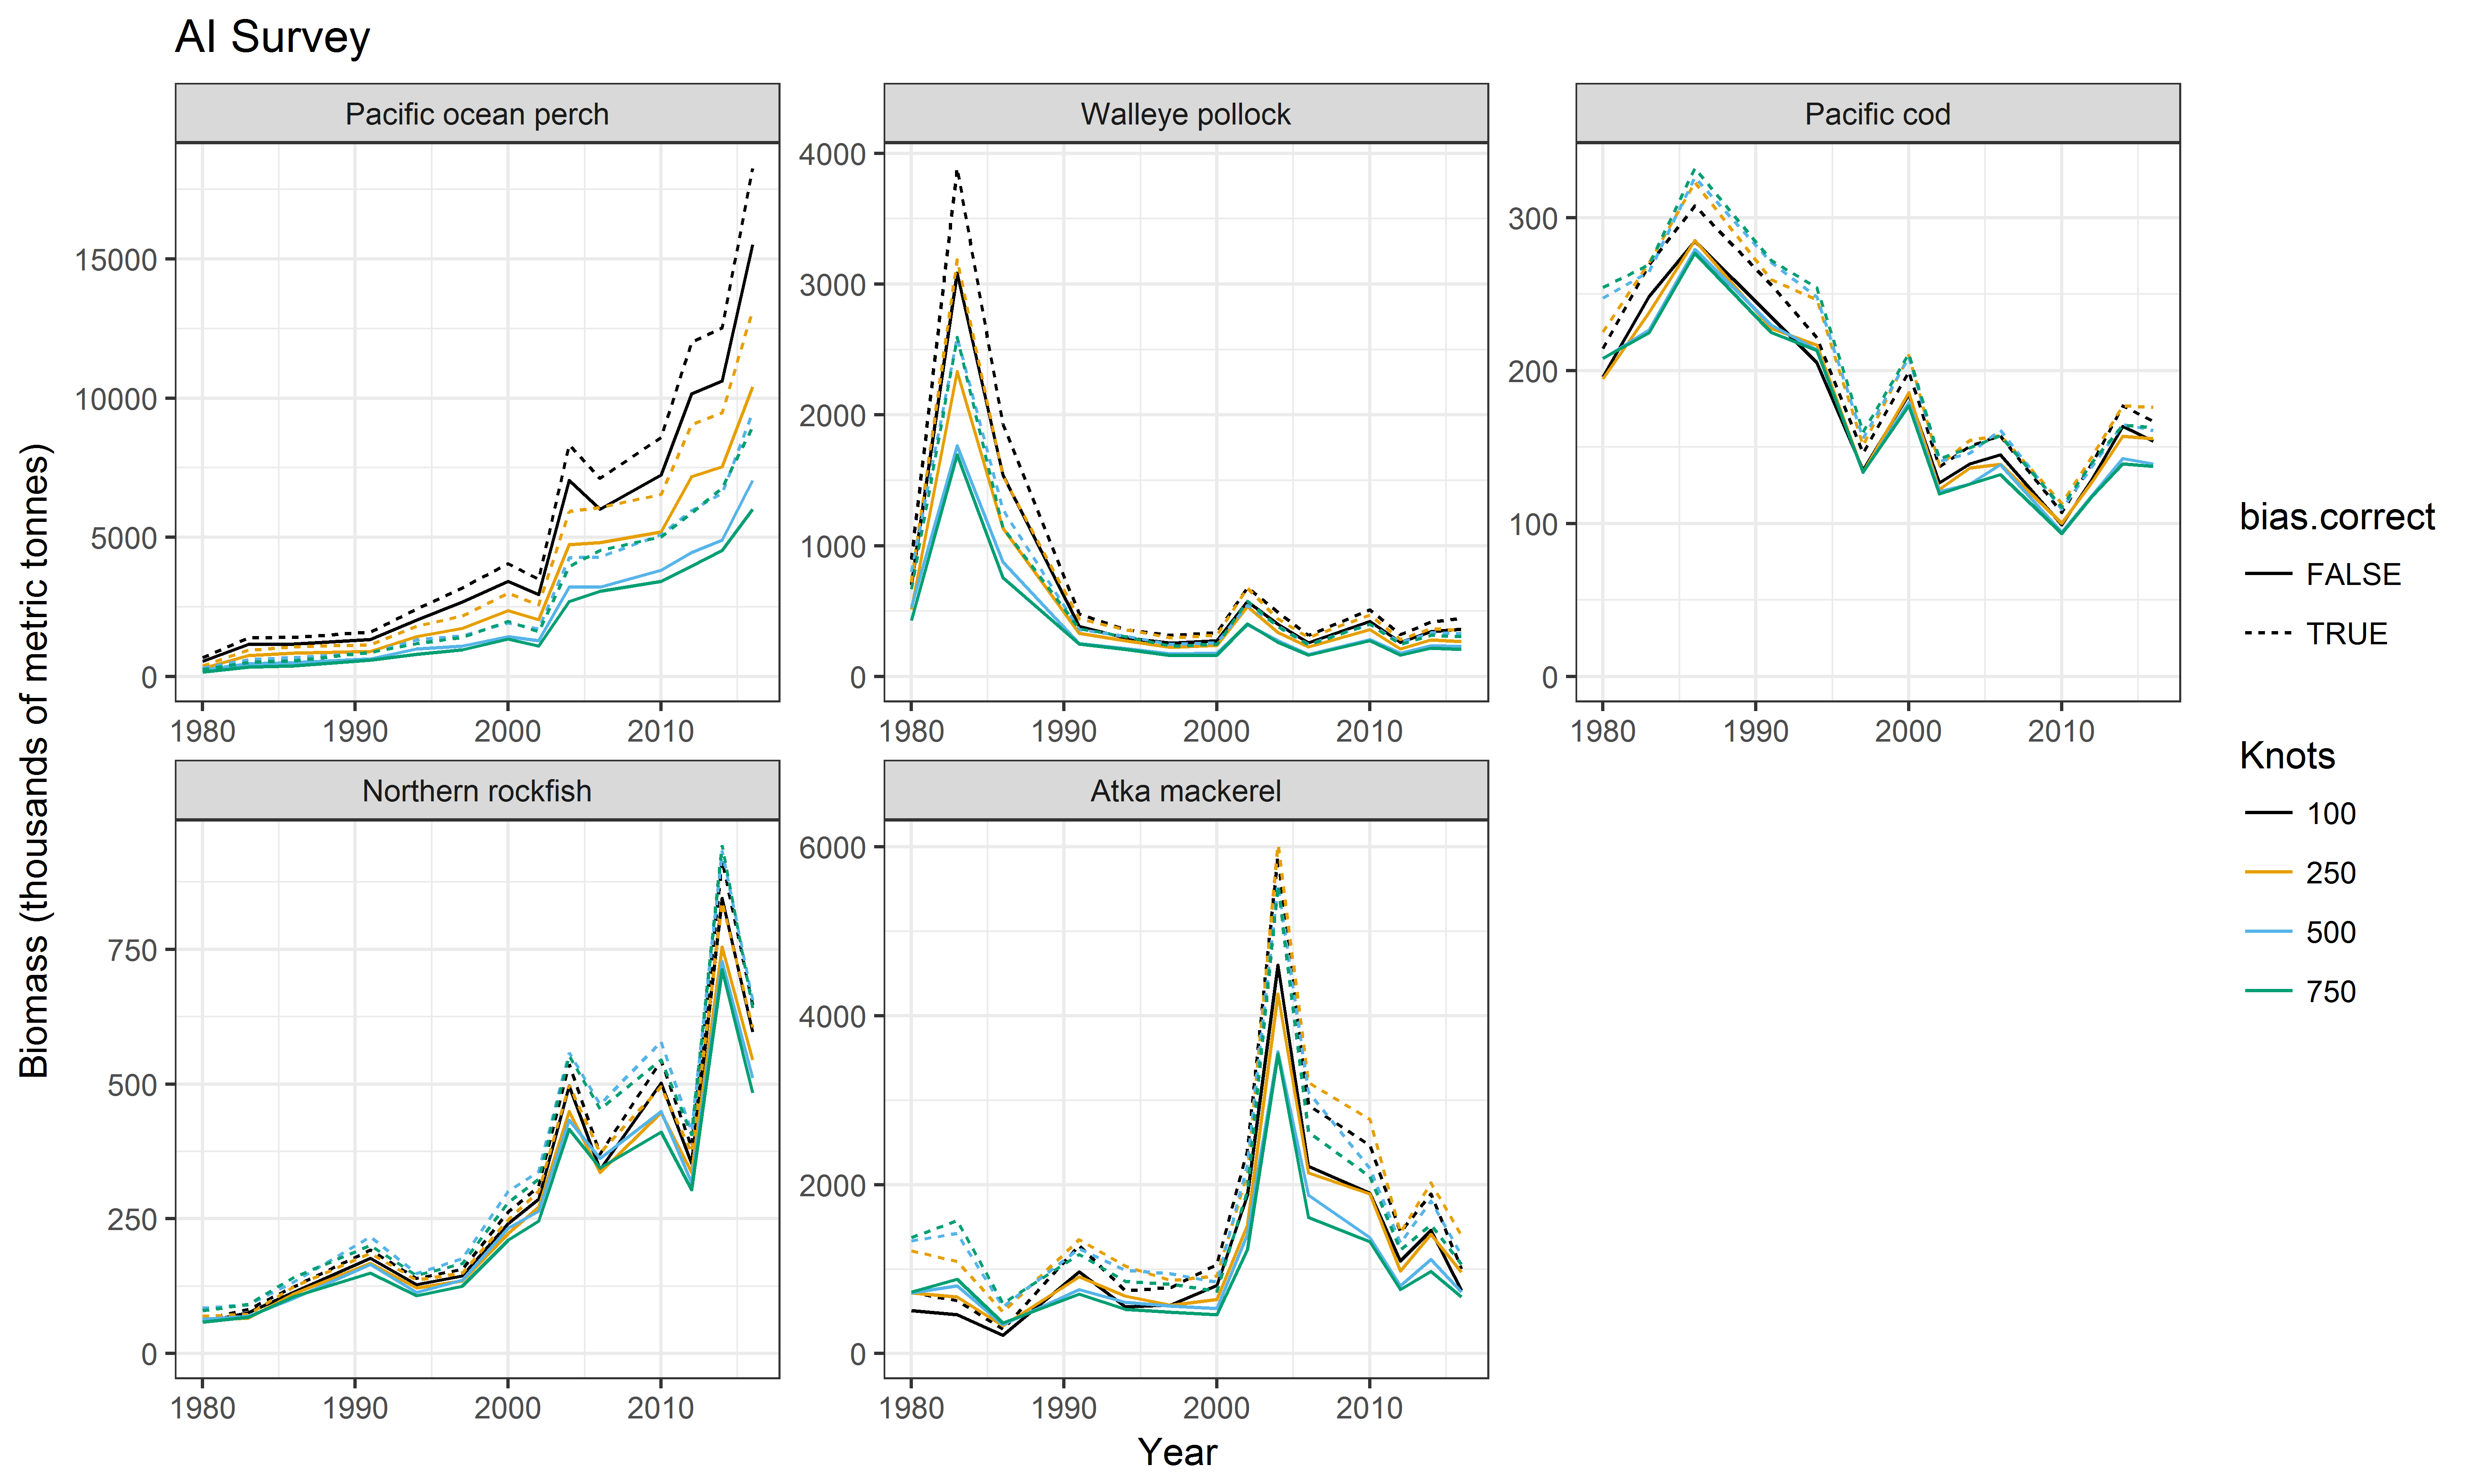 AI Survey
Pacific ocean perch
Walleye pollock
Pacific cod
15000
10000
5000
0
4000
3000
2000
1000
0
300
200
100
0
1980 1990 2000 2010
1980 1990 2000 2010
1980 1990 2000 2010
Northern rockfish
Atka mackerel
750
500
250
0
6000
4000
2000
0
1980 1990 2000 2010
1980 1990 2000 2010
Biomass (thousands of metric tonnes)
Year
bias.correct
FALSE
TRUE
Knots
100
250
500
750